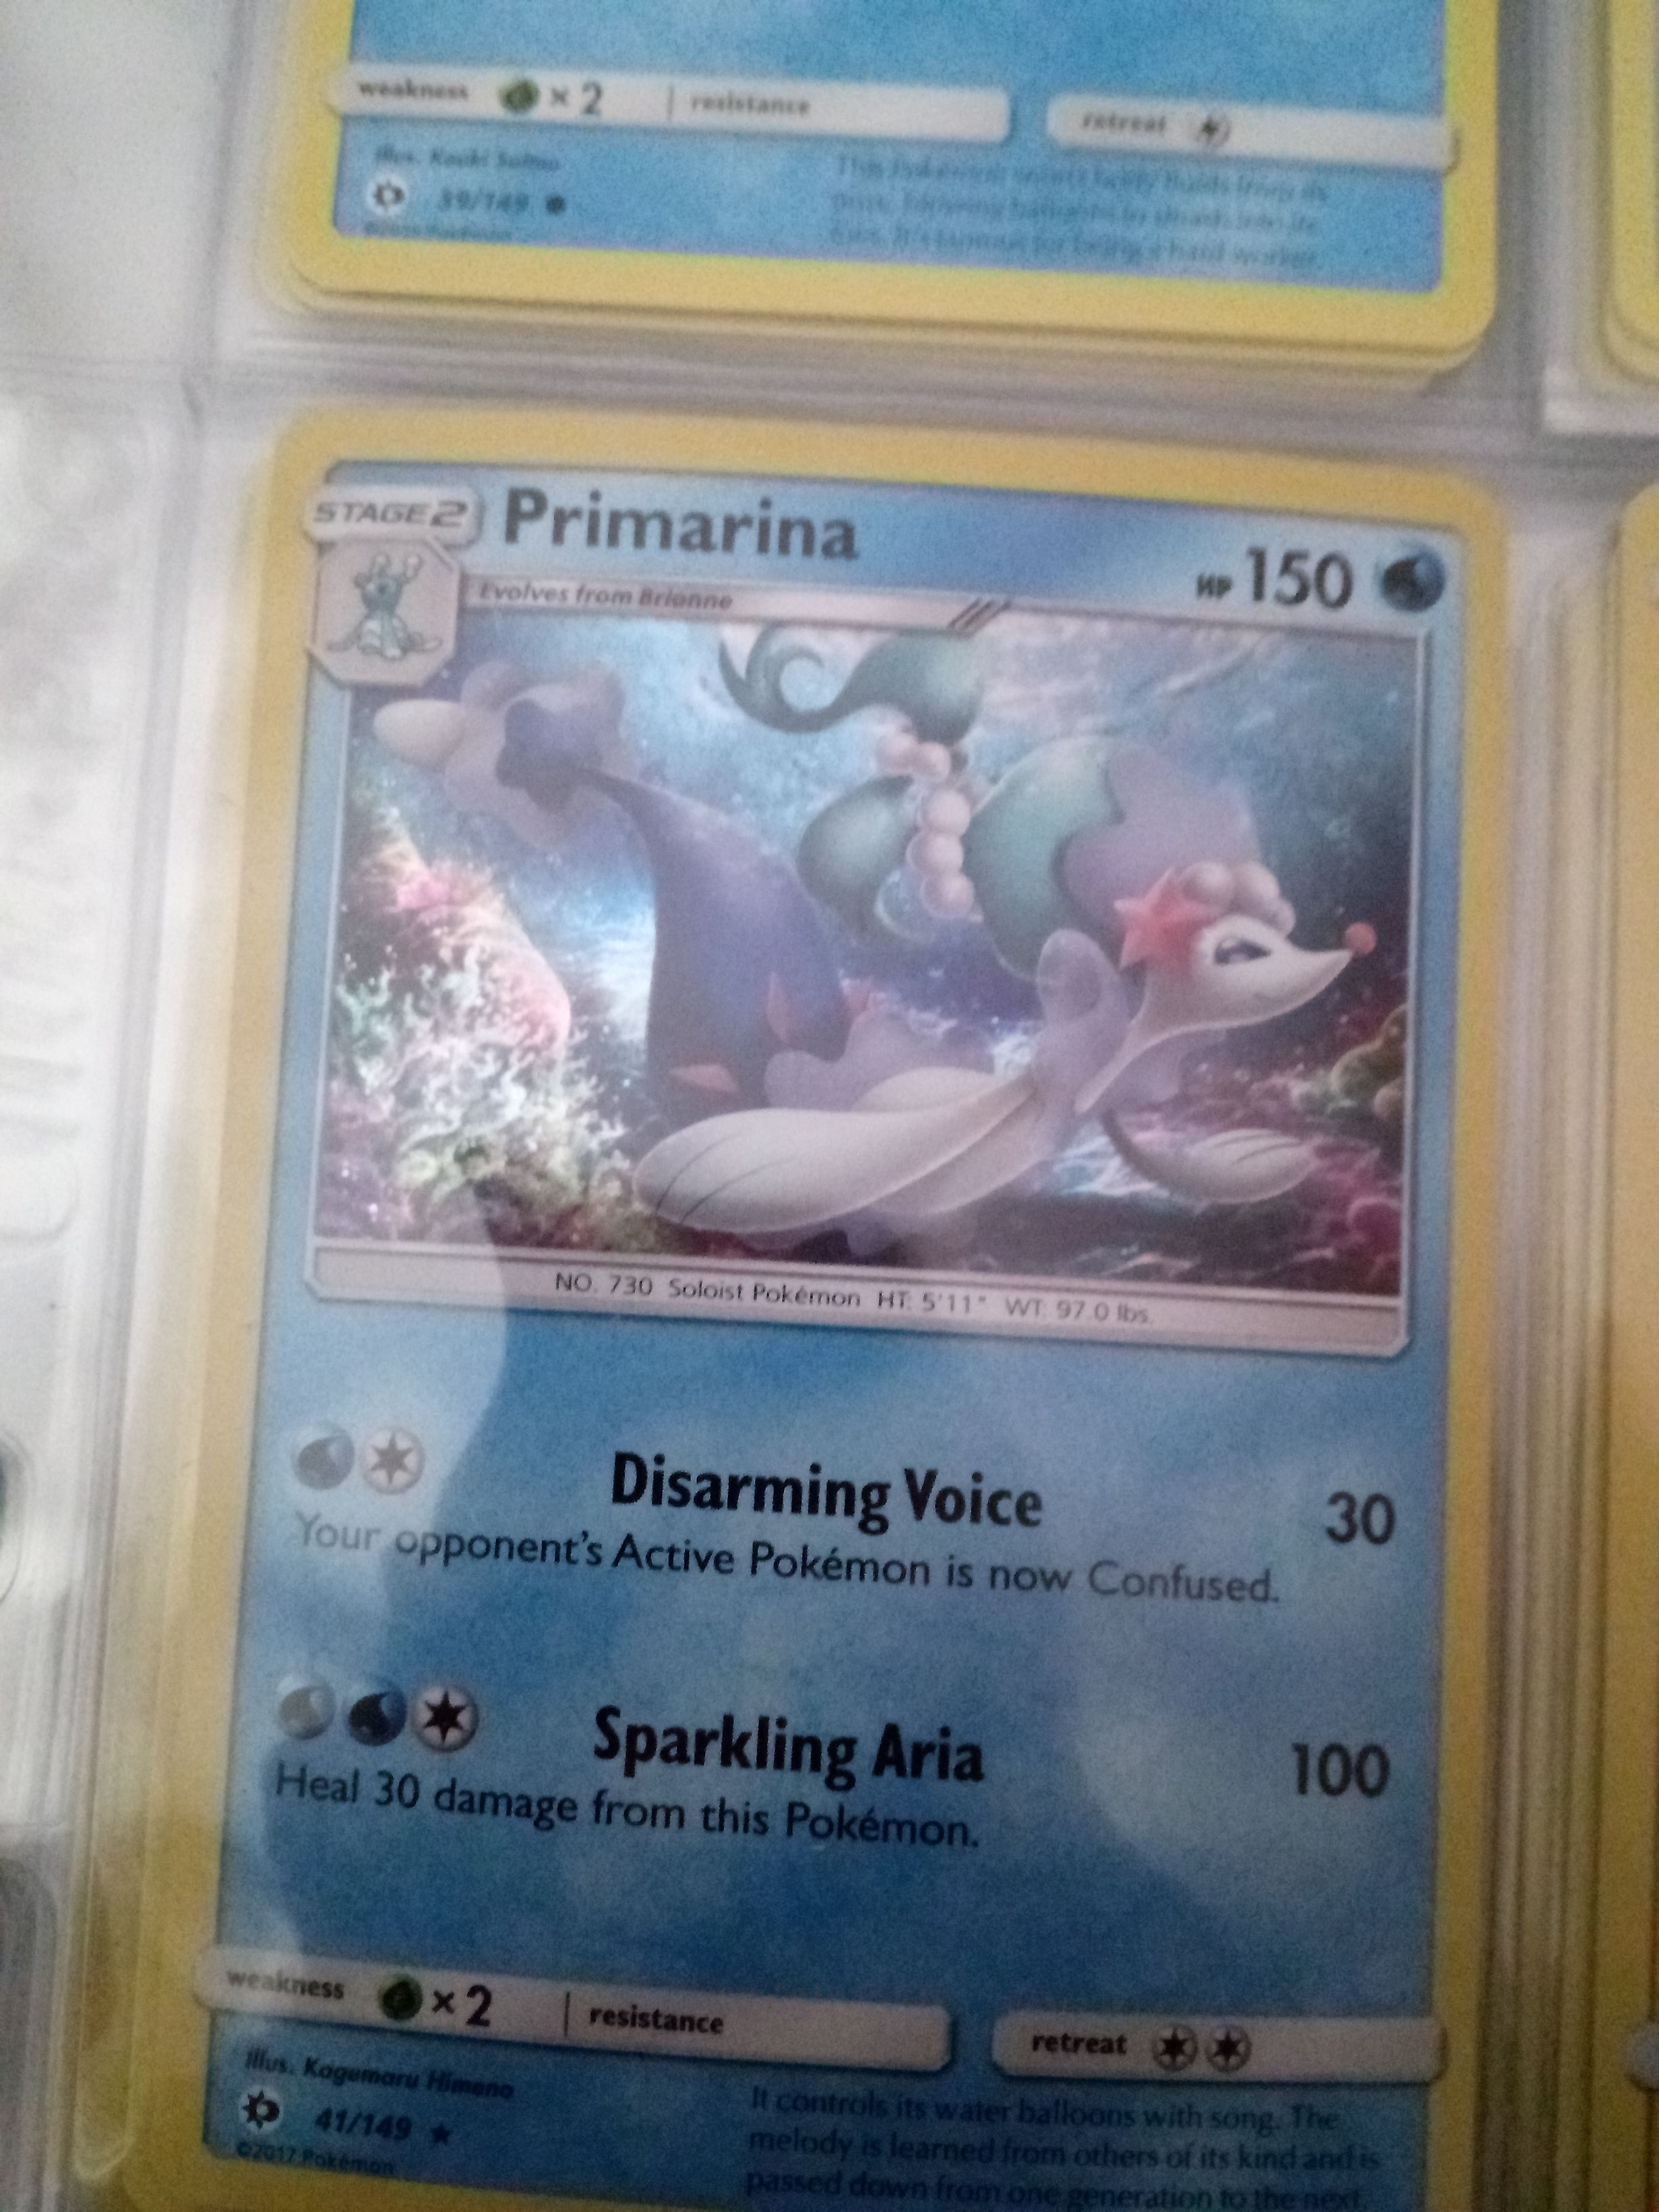 weakness × 2 resistance retreat
39/149
STAGE 2 Primarina HP 150
Evolves from Brionne
NO. 730 Soloist Pokémon HT: 5'11" WT: 97.0 lbs.
Disarming Voice 30
Your opponent's Active Pokémon is now Confused.
Sparkling Aria 100
Heal 30 damage from this Pokémon.
weakness × 2 resistance retreat
Illus. Kagemaru Himeno
41/149
©2017 Pokémon
It controls its water balloons with song. The
melody is learned from others of its kind and is
passed down from one generation to the next.